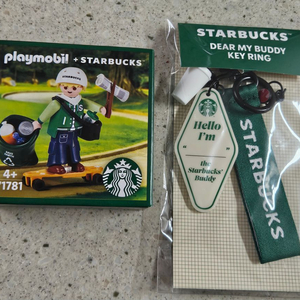 playmobil + STARBUCKS
4+
71781
STARBUCKS
DEAR MY BUDDY
KEY RING
Hello
I'm
the
Starbucks
Buddy
STARBUCKS